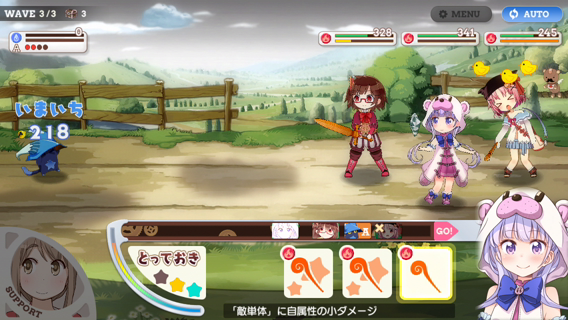 WAVE 3/3
3
MENU
AUTO
0
A
328
341
245
いまいち
218
A
GO!
とっておき
SUPPORT
「敵単体」に自属性の小ダメージ